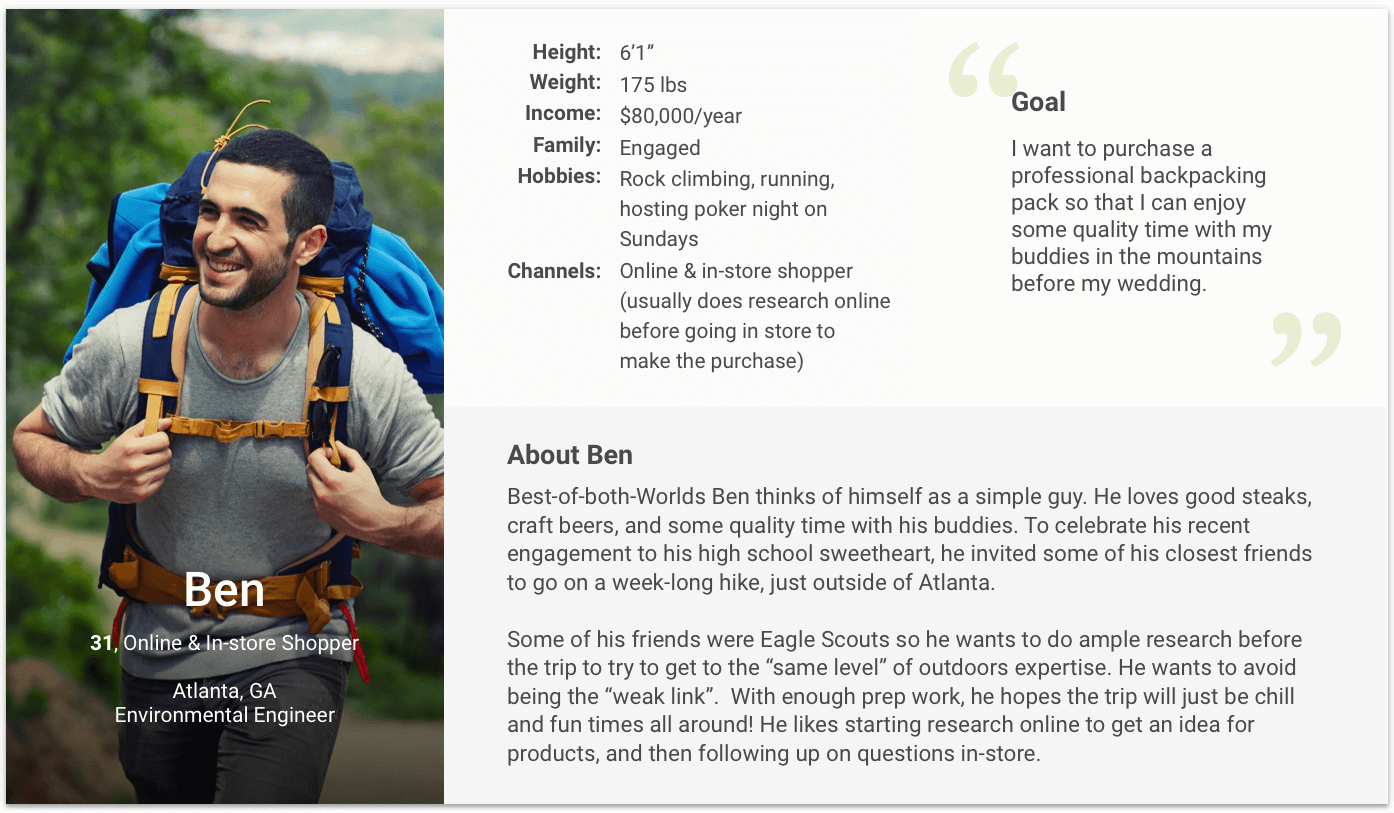 Ben
31, Online & In-store Shopper
Atlanta, GA
Environmental Engineer
Height: 6’1”
Weight: 175 lbs
Income: $80,000/year
Family: Engaged
Hobbies: Rock climbing, running,
hosting poker night on
Sundays
Channels: Online & in-store shopper
(usually does research online
before going in store to
make the purchase)
“
Goal
I want to purchase a
professional backpacking
pack so that I can enjoy
some quality time with my
buddies in the mountains
before my wedding.
”
About Ben
Best-of-both-Worlds Ben thinks of himself as a simple guy. He loves good steaks,
craft beers, and some quality time with his buddies. To celebrate his recent
engagement to his high school sweetheart, he invited some of his closest friends
to go on a week-long hike, just outside of Atlanta.
Some of his friends were Eagle Scouts so he wants to do ample research before
the trip to try to get to the “same level” of outdoors expertise. He wants to avoid
being the “weak link”.  With enough prep work, he hopes the trip will just be chill
and fun times all around! He likes starting research online to get an idea for
products, and then following up on questions in-store.